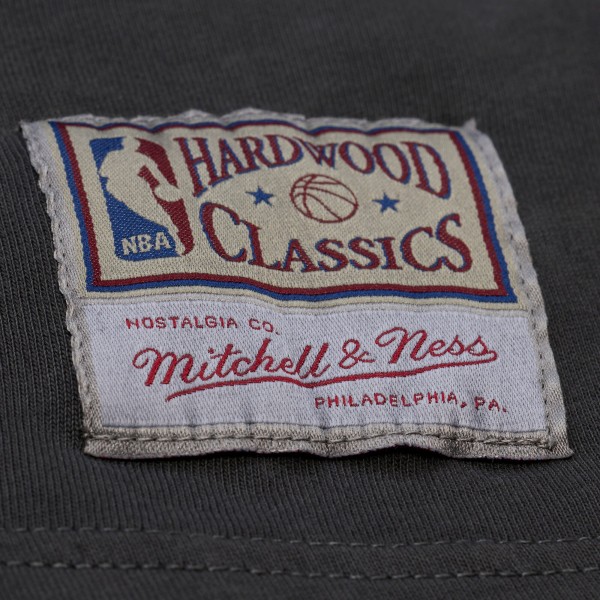 HARDWOOD
NBA
CLASSICS
NOSTALGIA CO.
Mitchell & Ness
PHILADELPHIA, PA.